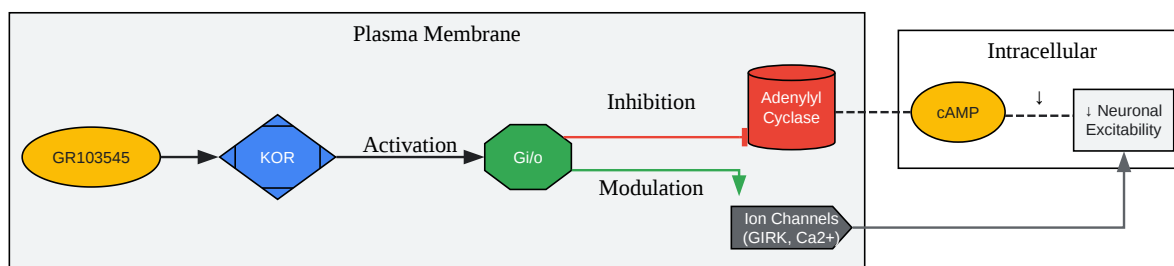 Plasma Membrane
Intracellular
GR103545
KOR
Activation
Gi/o
Inhibition
Modulation
Adenylyl
Cyclase
Ion Channels
(GIRK, Ca2+)
cAMP
↓
↓ Neuronal
Excitability